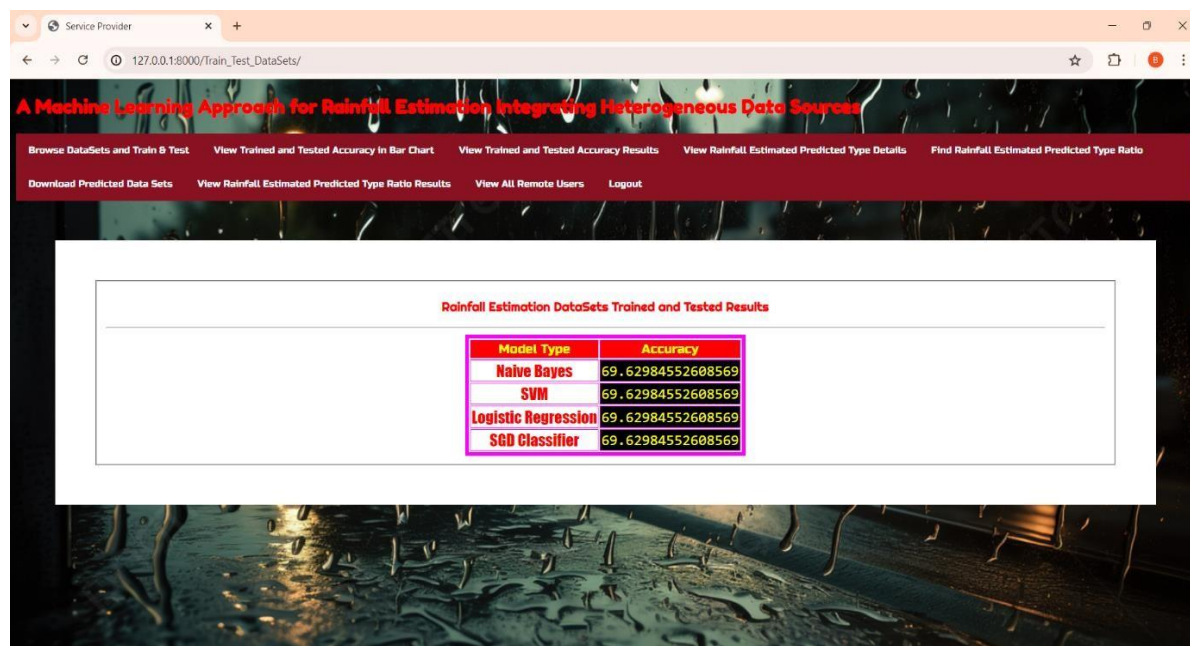 Service Provider
127.0.0.1:8000/Train_Test_DataSets/
B
A Machine Learning Approach for Rainfall Estimation Integrating Heterogeneous Data Sources
Browse DataSets and Train & Test View Trained and Tested Accuracy in Bar Chart View Trained and Tested Accuracy Results View Rainfall Estimated Predicted Type Details Find Rainfall Estimated Predicted Type Ratio
Download Predicted Data Sets View Rainfall Estimated Predicted Type Ratio Results View All Remote Users Logout
Rainfall Estimation DataSets Trained and Tested Results
Model Type Accuracy
Naive Bayes 69.62984552608569
SVM 69.62984552608569
Logistic Regression 69.62984552608569
SGD Classifier 69.62984552608569